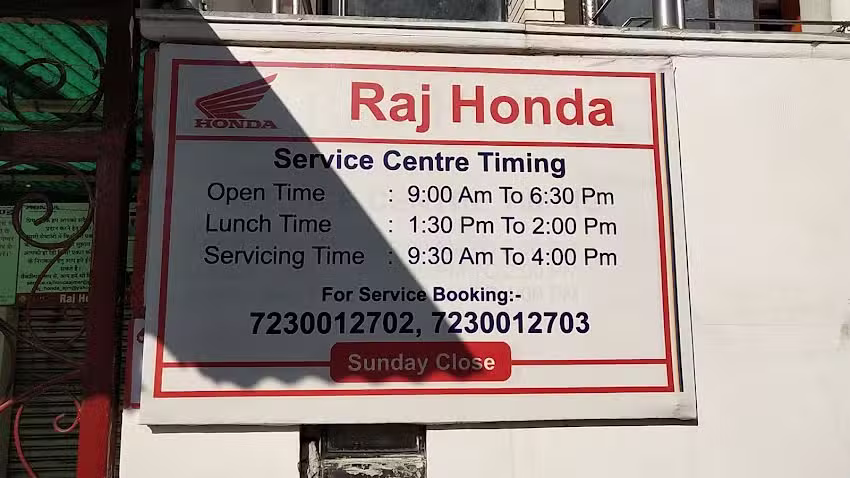 HONDA
Raj Honda
Service Centre Timing
Open Time : 9:00 Am To 6:30 Pm
Lunch Time : 1:30 Pm To 2:00 Pm
Servicing Time : 9:30 Am To 4:00 Pm
For Service Booking:-
7230012702, 7230012703
Sunday Close